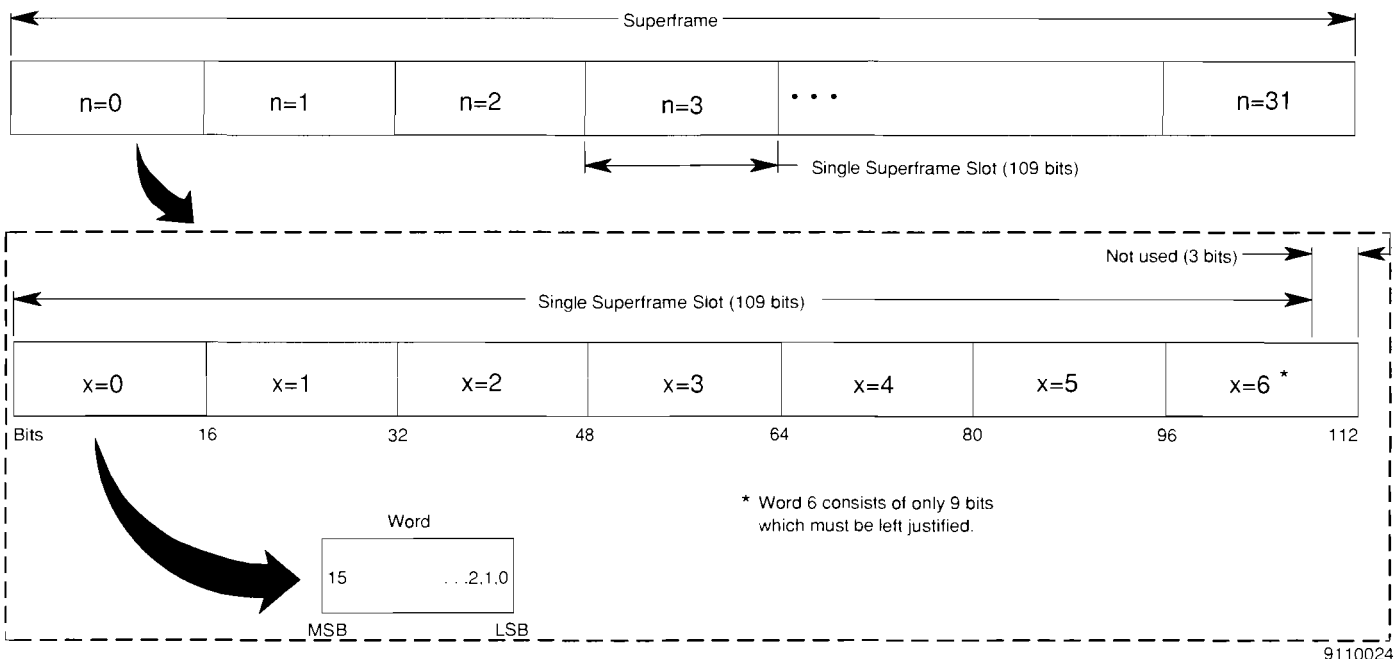 Superframe
n=0 n=1 n=2 n=3 • • • n=31
Single Superframe Slot (109 bits)
Not used (3 bits)
Single Superframe Slot (109 bits)
x=0 x=1 x=2 x=3 x=4 x=5 x=6 *
Bits 16 32 48 64 80 96 112
* Word 6 consists of only 9 bits
which must be left justified.
Word
15 . . .2,1,0
MSB LSB
9110024